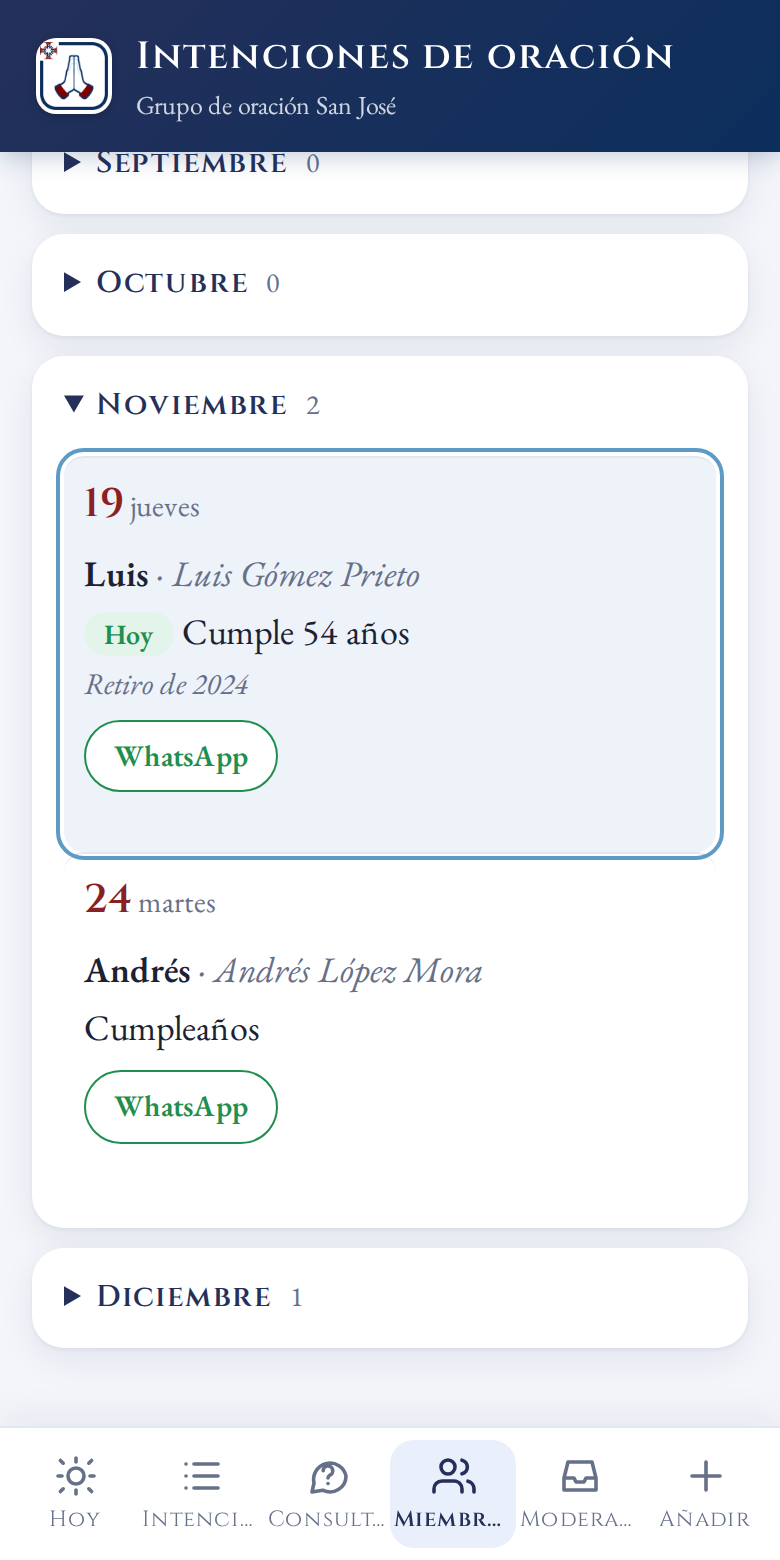 Intenciones de oración
Grupo de oración San José
Septiembre 0
Octubre 0
Noviembre 2
19 jueves
Luis · Luis Gómez Prieto
Hoy Cumple 54 años
Retiro de 2024
WhatsApp
24 martes
Andrés · Andrés López Mora
Cumpleaños
WhatsApp
Diciembre 1
Hoy Intenci... Consult... Miembr... Modera... Añadir